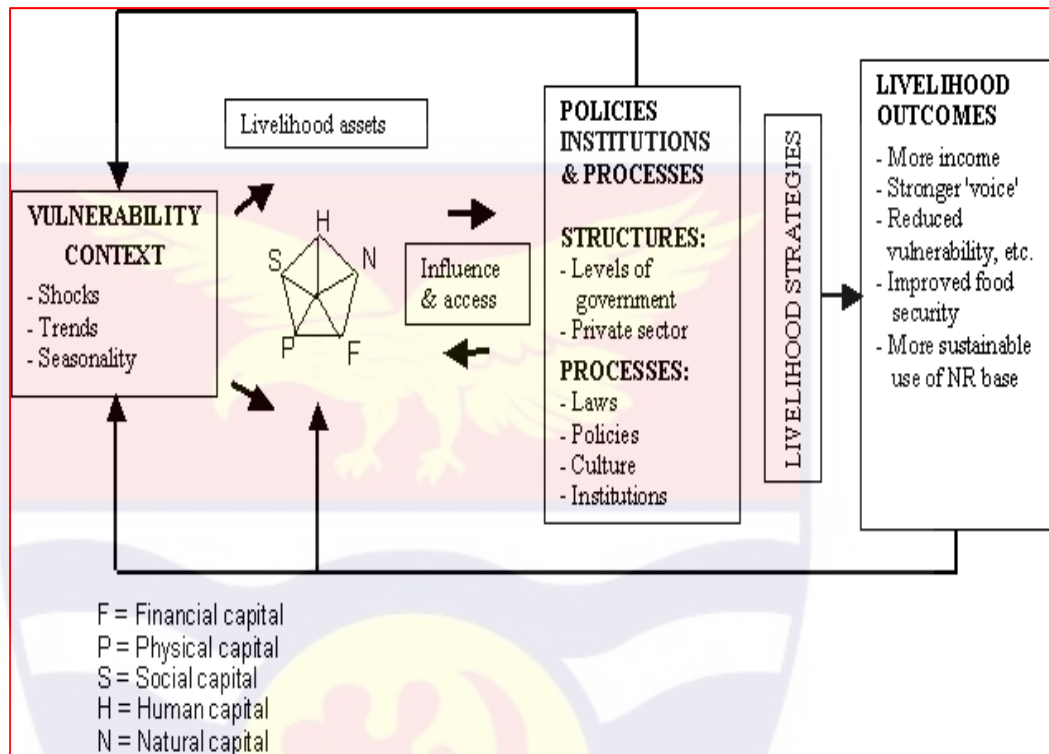 Livelihood assets
VULNERABILITY
CONTEXT
- Shocks
- Trends
- Seasonality
H
S
N
P
F
Influence
& access
POLICIES
INSTITUTIONS
& PROCESSES
STRUCTURES:
- Levels of
government
- Private sector
PROCESSES:
- Laws
- Policies
- Culture
- Institutions
LIVELIHOOD STRATEGIES
LIVELIHOOD
OUTCOMES
- More income
- Stronger 'voice'
- Reduced
vulnerability, etc.
- Improved food
security
- More sustainable
use of NR base
F = Financial capital
P = Physical capital
S = Social capital
H = Human capital
N = Natural capital